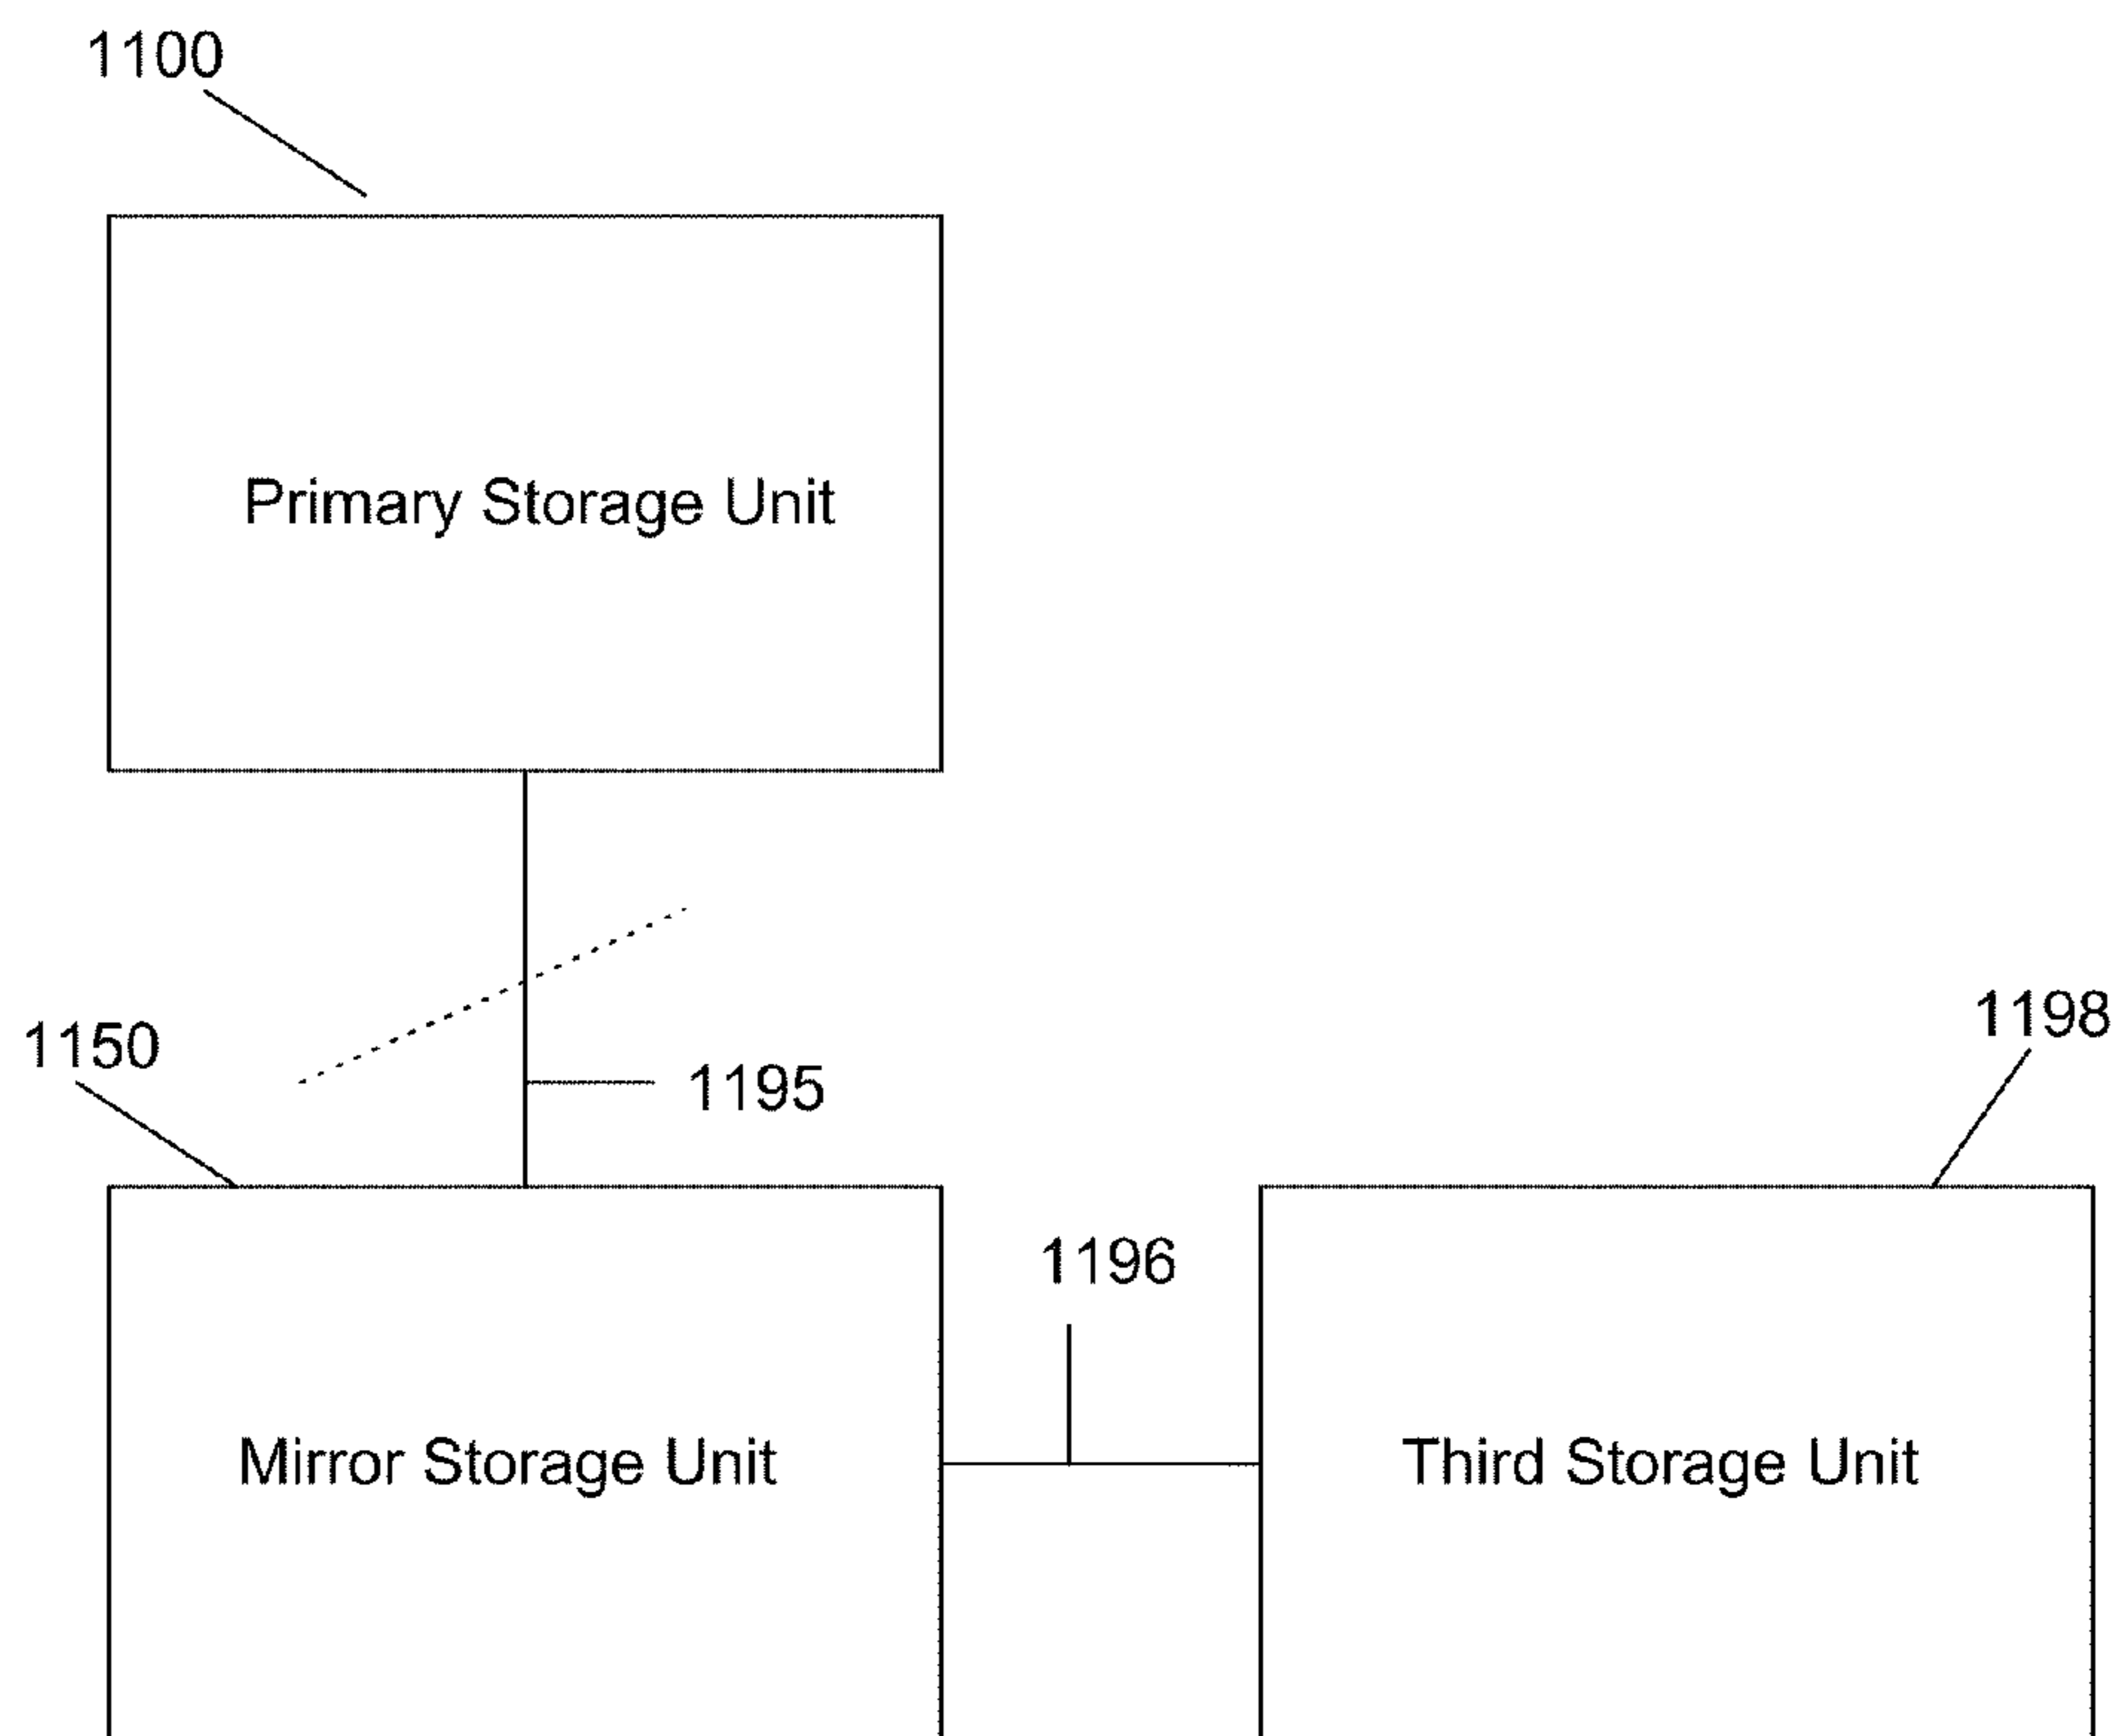 1100
Primary Storage Unit
1198
1150
1195
1196
Mirror Storage Unit
Third Storage Unit